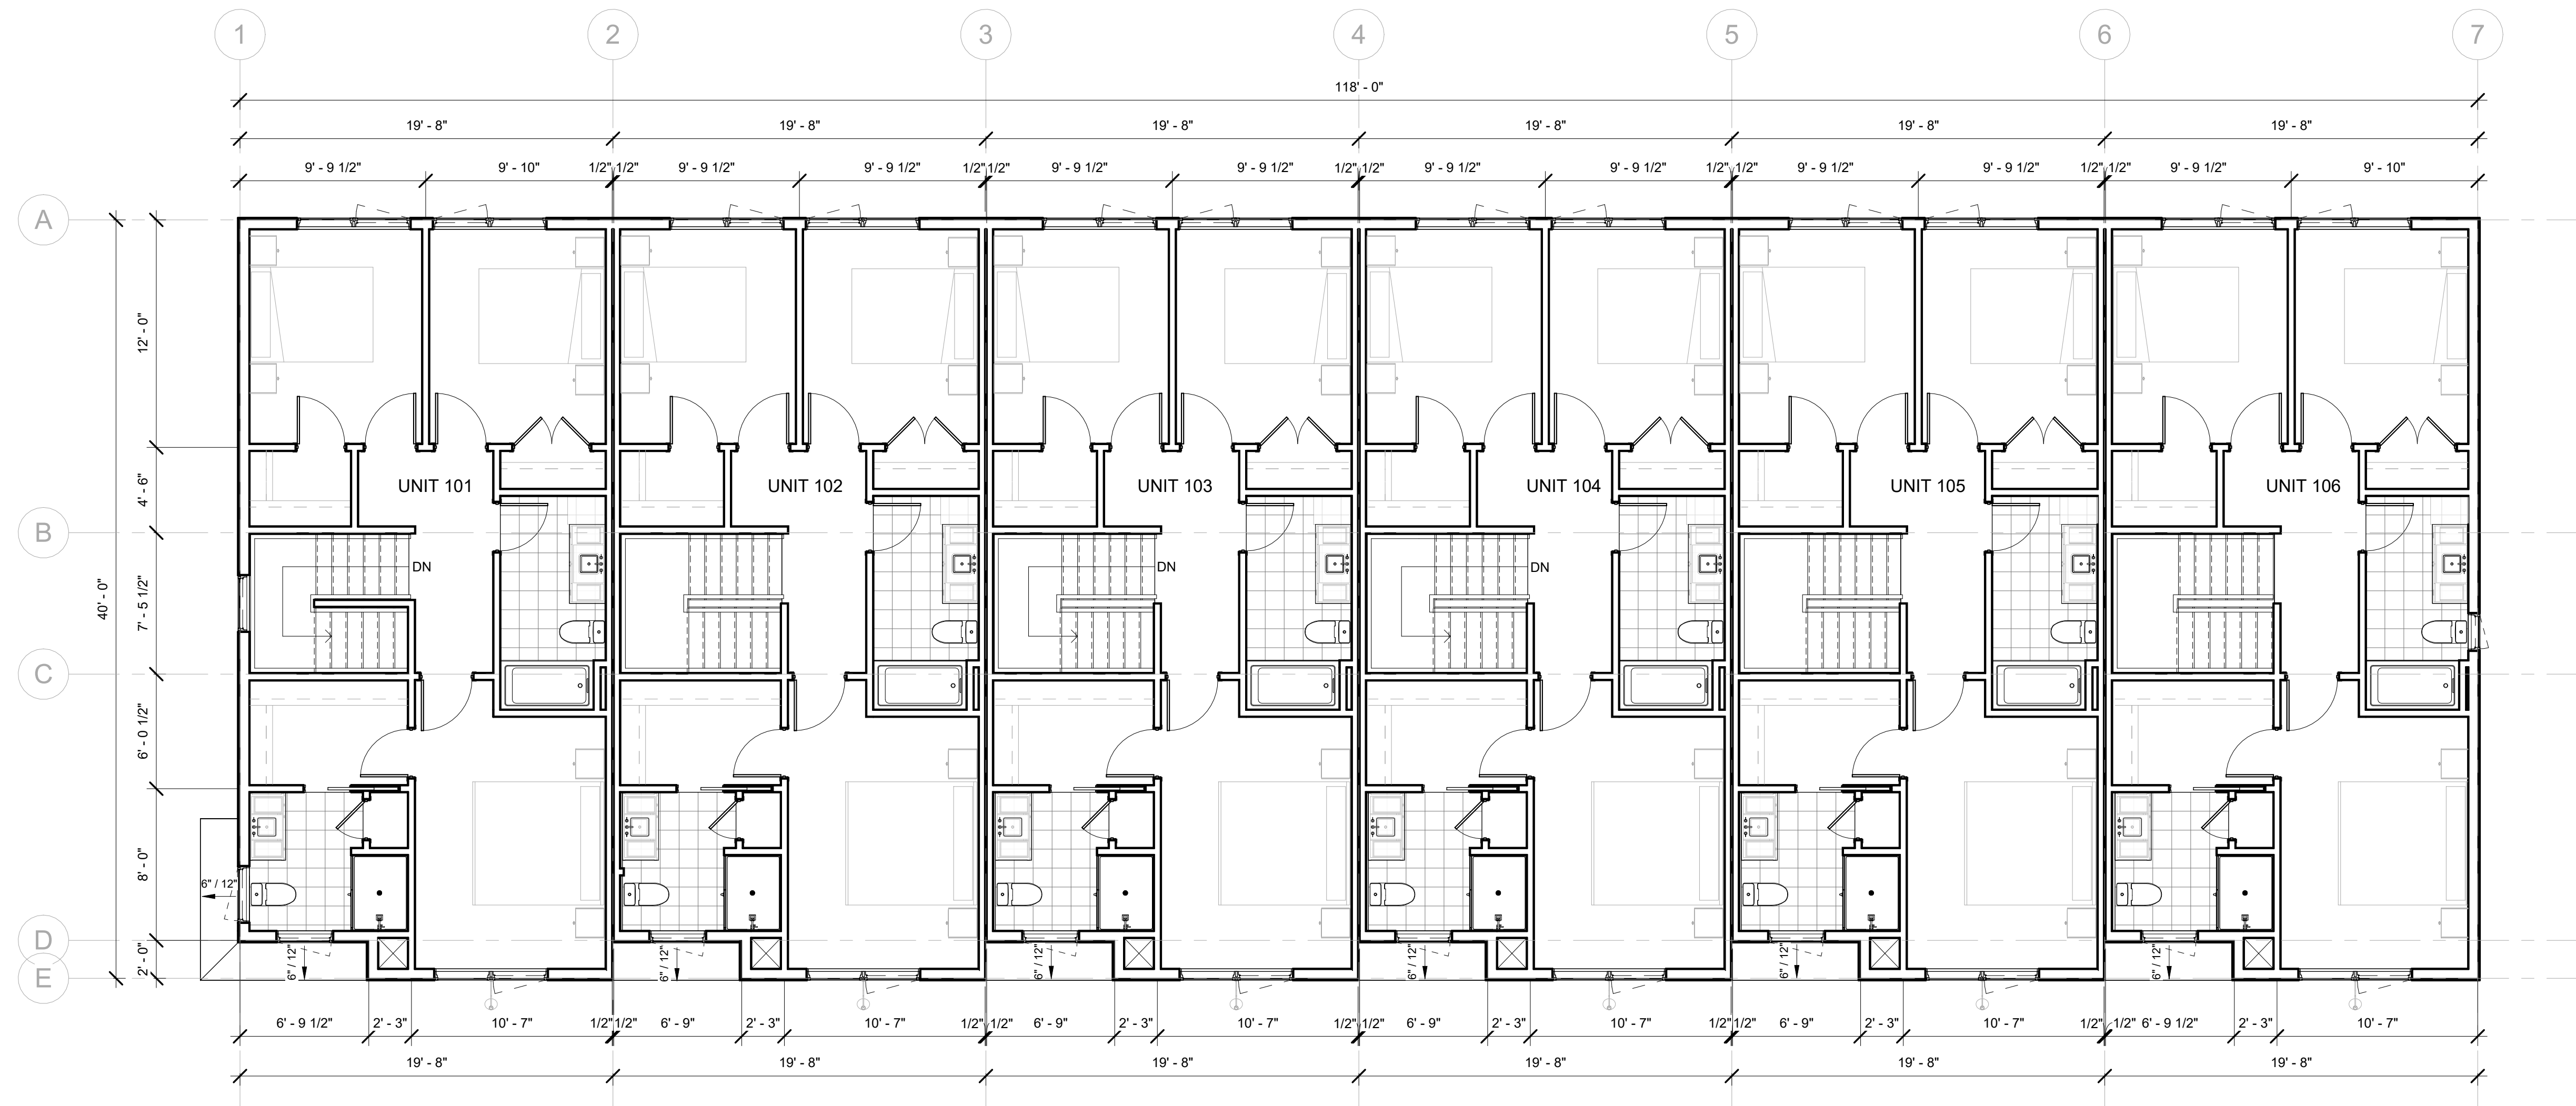 1 2 3 4 5 6 7
118' - 0"
19' - 8" 19' - 8" 19' - 8" 19' - 8" 19' - 8" 19' - 8"
9' - 9 1/2" 9' - 10" 1/2" 1/2" 9' - 9 1/2" 9' - 9 1/2" 1/2" 1/2" 9' - 9 1/2" 9' - 9 1/2" 1/2" 1/2" 9' - 9 1/2" 9' - 9 1/2" 1/2" 1/2" 9' - 9 1/2" 9' - 9 1/2" 1/2" 1/2" 9' - 9 1/2" 9' - 10"
A
12' - 0"
4' - 6"
UNIT 101 UNIT 102 UNIT 103 UNIT 104 UNIT 105 UNIT 106
B
DN DN DN
40' - 0"
7' - 5 1/2"
C
6' - 0 1/2"
8' - 0"
6" / 12"
D
2' - 0"
6" / 12" 6" / 12" 6" / 12" 6" / 12" 6" / 12" 6" / 12"
E
6' - 9 1/2" 2' - 3" 10' - 7" 1/2" 1/2" 6' - 9" 2' - 3" 10' - 7" 1/2" 1/2" 6' - 9" 2' - 3" 10' - 7" 1/2" 1/2" 6' - 9" 2' - 3" 10' - 7" 1/2" 1/2" 6' - 9" 2' - 3" 10' - 7" 1/2" 1/2" 6' - 9 1/2" 2' - 3" 10' - 7"
19' - 8" 19' - 8" 19' - 8" 19' - 8" 19' - 8" 19' - 8"